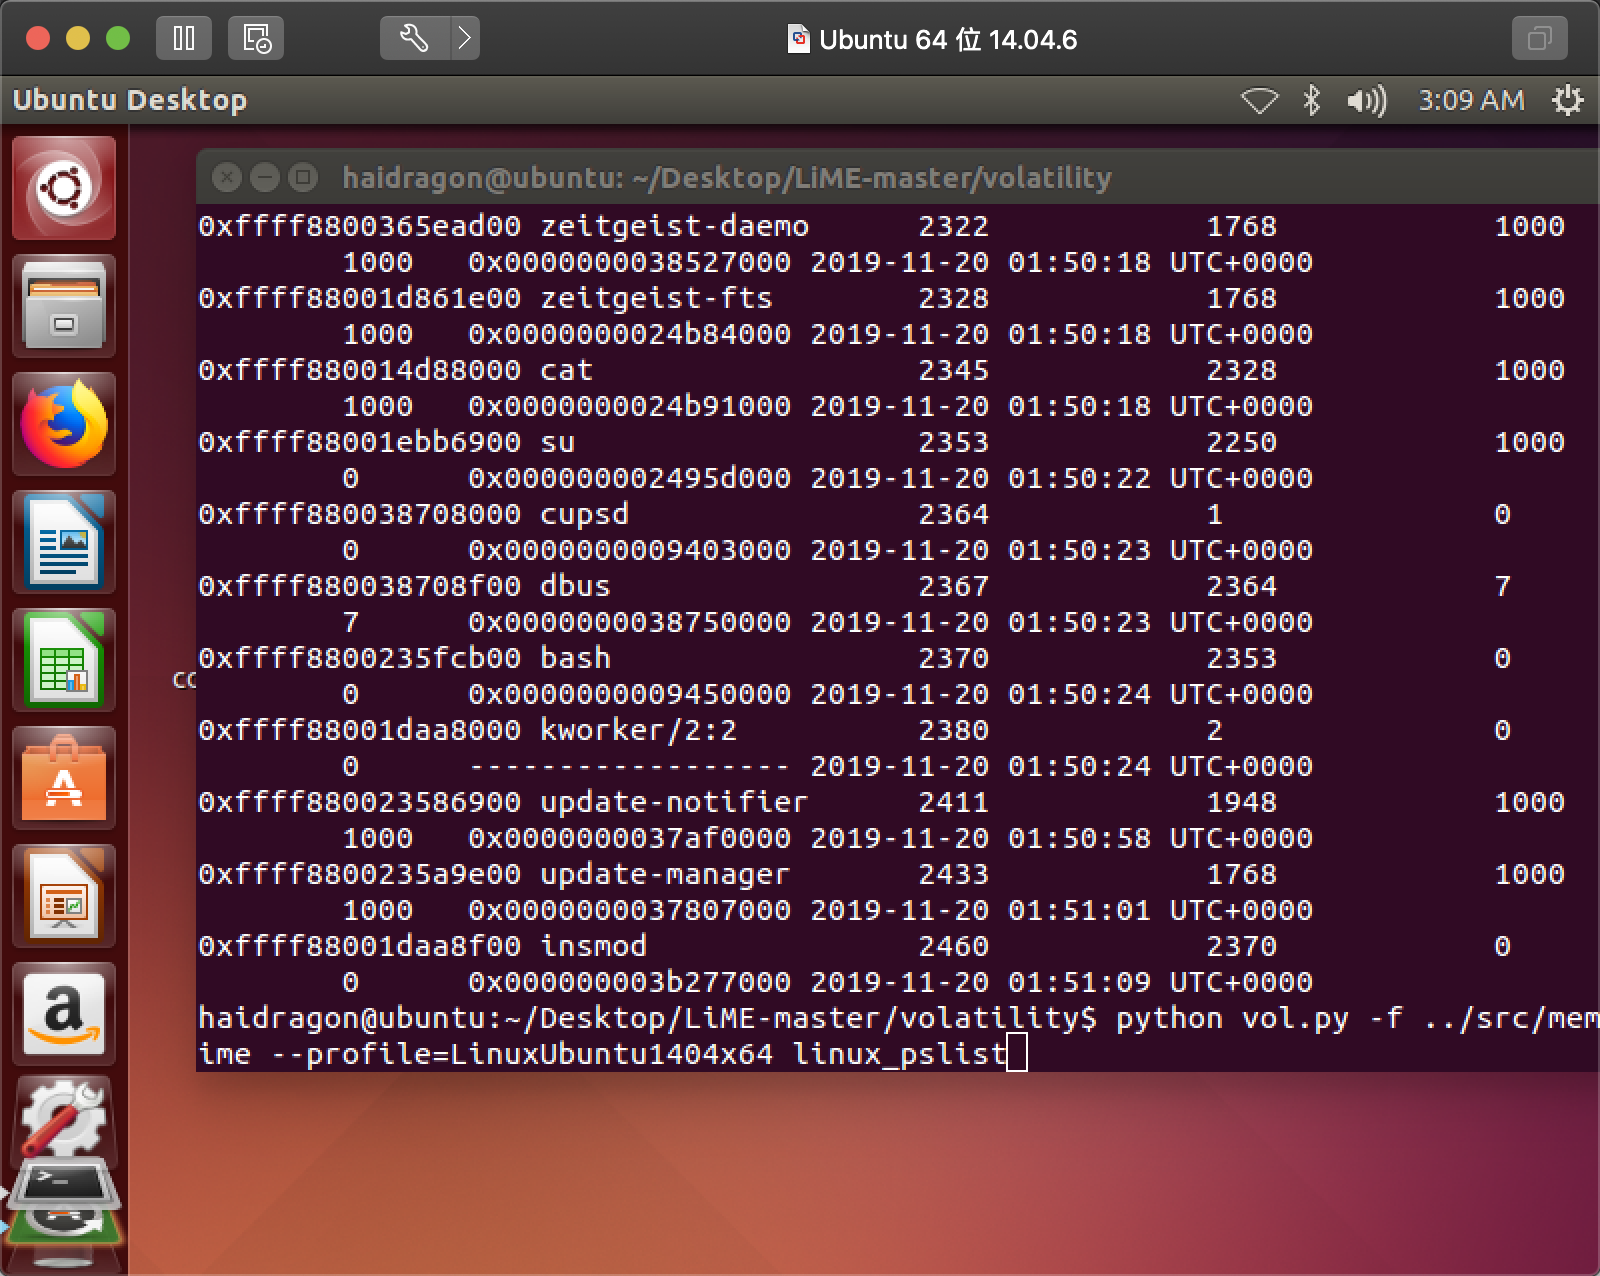 Ubuntu 64 位 14.04.6
Ubuntu Desktop 3:09 AM
haidragon@ubuntu: ~/Desktop/LiME-master/volatility
0xffff8800365ead00 zeitgeist-daemo 2322 1768 1000
1000 0x0000000038527000 2019-11-20 01:50:18 UTC+0000
0xffff88001d861e00 zeitgeist-fts 2328 1768 1000
1000 0x0000000024b84000 2019-11-20 01:50:18 UTC+0000
0xffff880014d88000 cat 2345 2328 1000
1000 0x0000000024b91000 2019-11-20 01:50:18 UTC+0000
0xffff88001ebb6900 su 2353 2250 1000
0 0x000000002495d000 2019-11-20 01:50:22 UTC+0000
0xffff880038708000 cupsd 2364 1 0
0 0x0000000009403000 2019-11-20 01:50:23 UTC+0000
0xffff880038708f00 dbus 2367 2364 7
7 0x0000000038750000 2019-11-20 01:50:23 UTC+0000
0xffff8800235fcb00 bash 2370 2353 0
0 0x0000000009450000 2019-11-20 01:50:24 UTC+0000
0xffff88001daa8000 kworker/2:2 2380 2 0
0 ------------------ 2019-11-20 01:50:24 UTC+0000
0xffff880023586900 update-notifier 2411 1948 1000
1000 0x0000000037af0000 2019-11-20 01:50:58 UTC+0000
0xffff8800235a9e00 update-manager 2433 1768 1000
1000 0x0000000037807000 2019-11-20 01:51:01 UTC+0000
0xffff88001daa8f00 insmod 2460 2370 0
0 0x000000003b277000 2019-11-20 01:51:09 UTC+0000
haidragon@ubuntu:~/Desktop/LiME-master/volatility$ python vol.py -f ../src/mem
ime --profile=LinuxUbuntu1404x64 linux_pslist
co